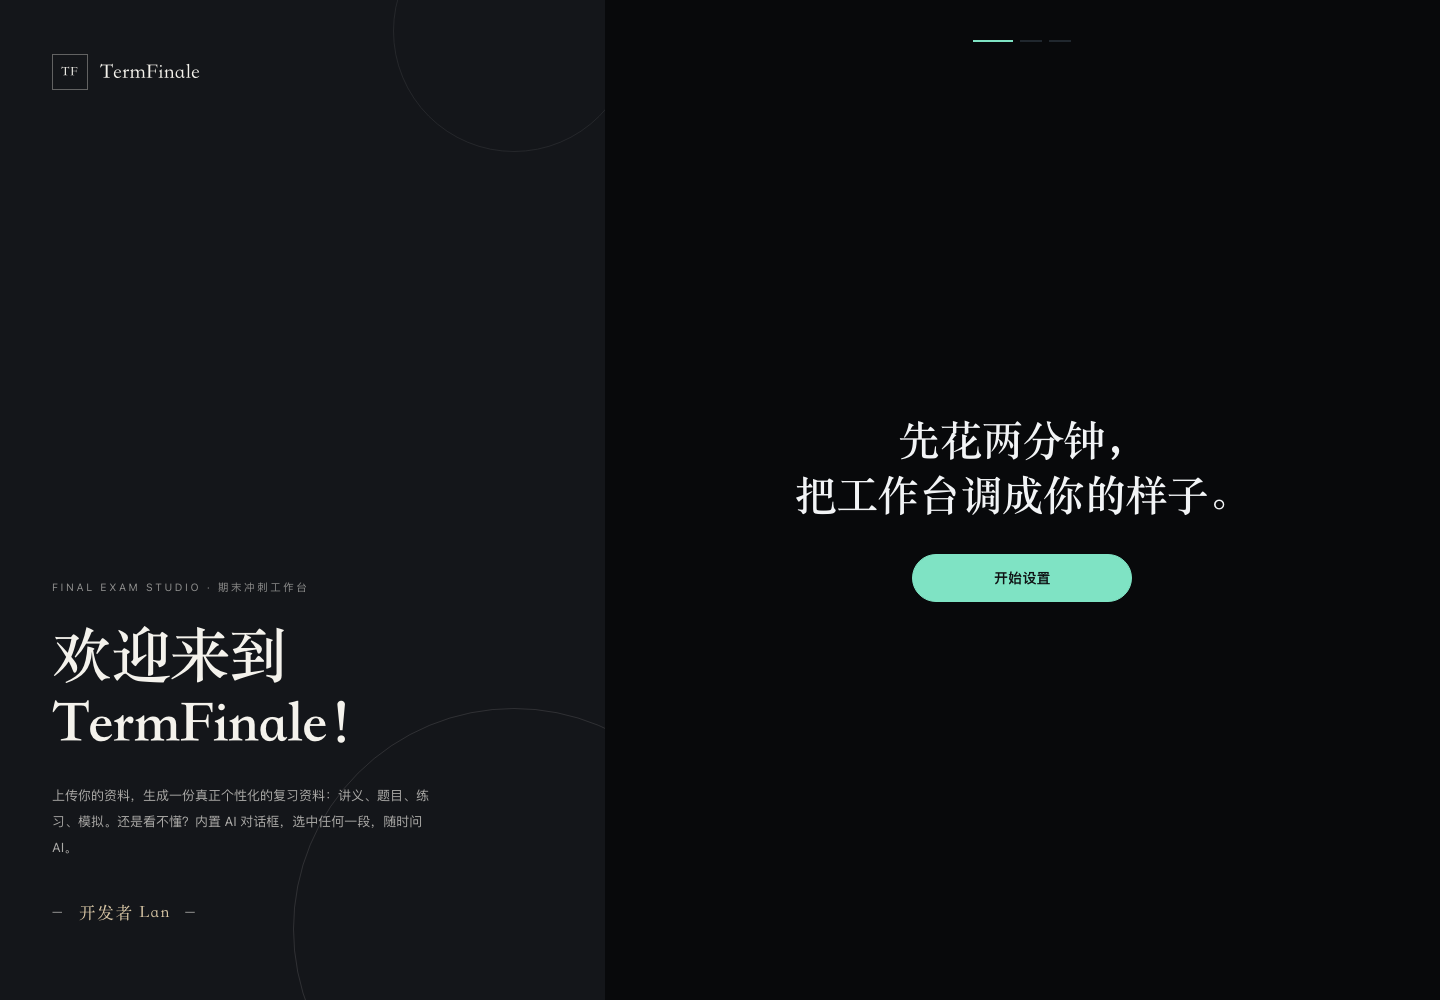 TF
TermFinale
FINAL EXAM STUDIO · 期末冲刺工作台
欢迎来到
TermFinale！
上传你的资料，生成一份真正个性化的复习资料：讲义、题目、练
习、模拟。还是看不懂？内置 AI 对话框，选中任何一段，随时问
AI。
— 开发者 Lan —
先花两分钟，
把工作台调成你的样子。
开始设置